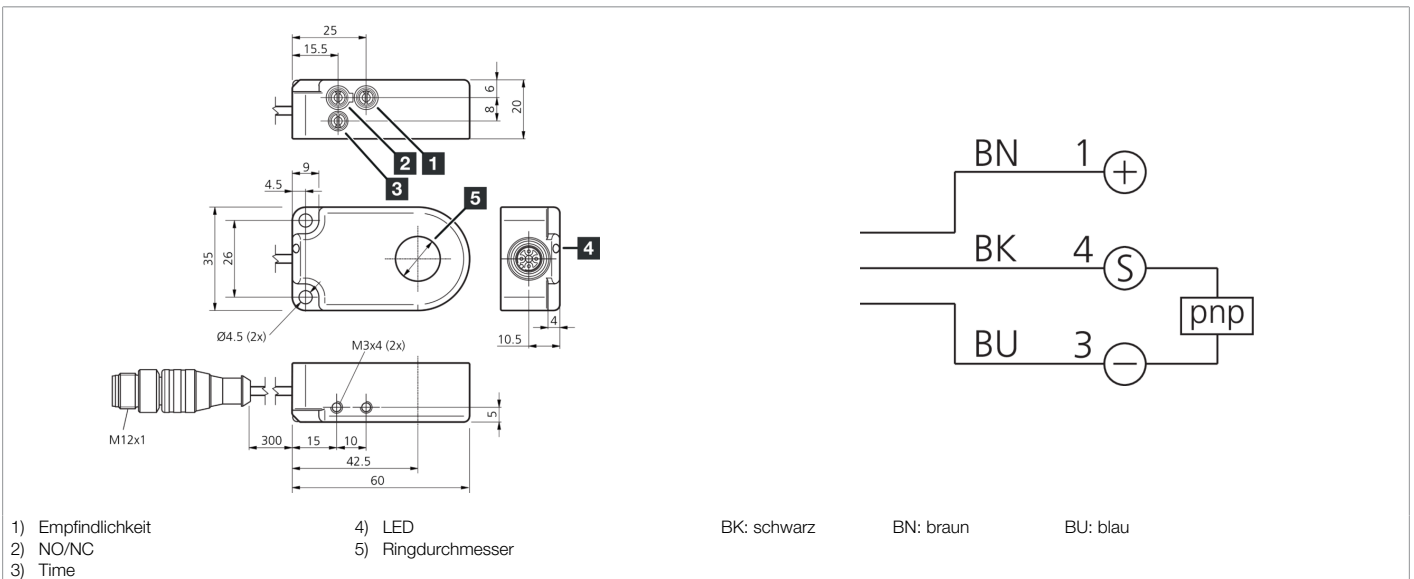 25
15.5
6
8
20
2 1
3
9
4.5
5
35
26
4
Ø4.5 (2x)
4
10.5
M3x4 (2x)
M12x1
5
300 15 10
42.5
60
BN 1 +
BK 4 S
pnp
BU 3 −
1) Empfindlichkeit
2) NO/NC
3) Time
4) LED
5) Ringdurchmesser
BK: schwarz BN: braun BU: blau